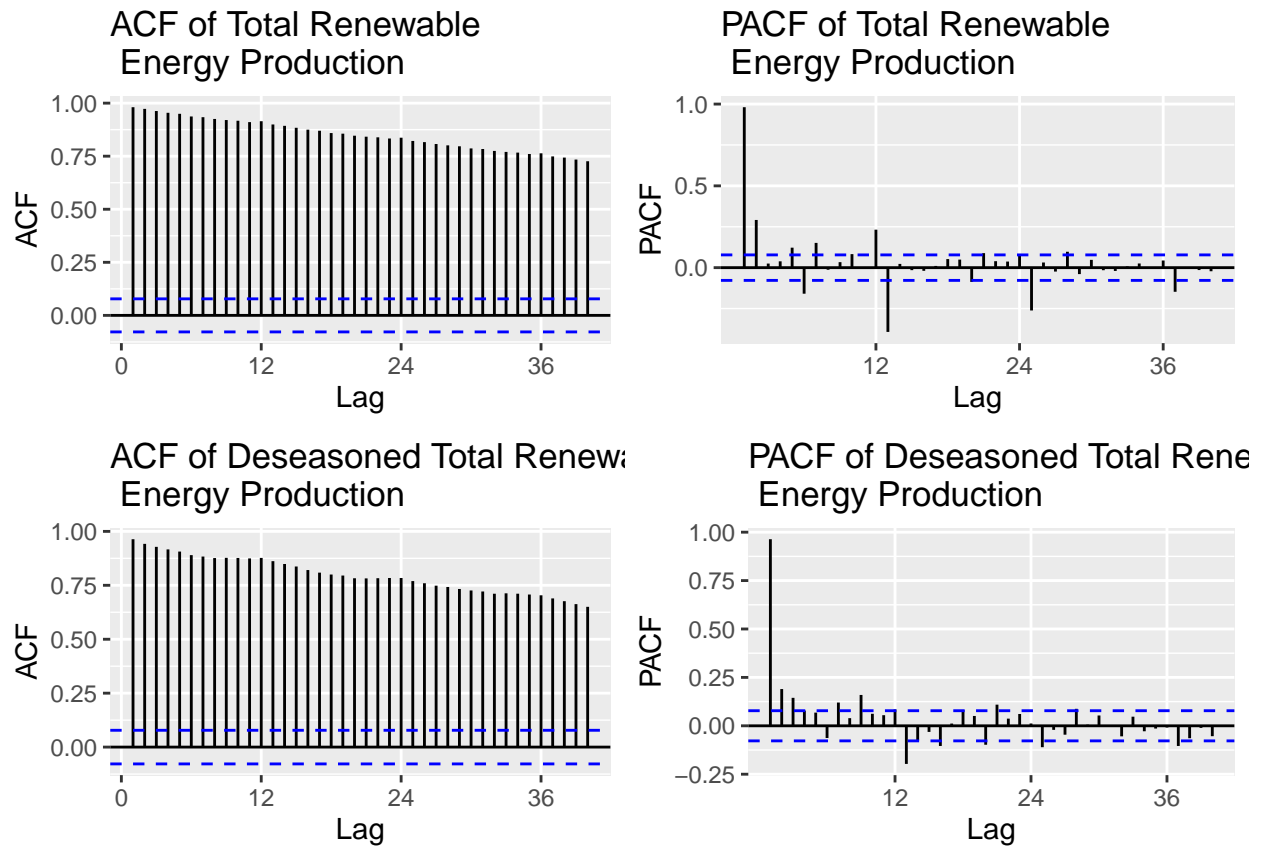 ACF of Total Renewable
Energy Production
1.00
0.75
0.50
0.25
0.00
ACF
0
12
24
36
Lag
PACF of Total Renewable
Energy Production
1.0
0.5
0.0
PACF
12
24
36
Lag
ACF of Deseasoned Total Renewa
Energy Production
1.00
0.75
0.50
0.25
0.00
ACF
0
12
24
36
Lag
PACF of Deseasoned Total Rene
Energy Production
1.00
0.75
0.50
0.25
0.00
−0.25
PACF
12
24
36
Lag